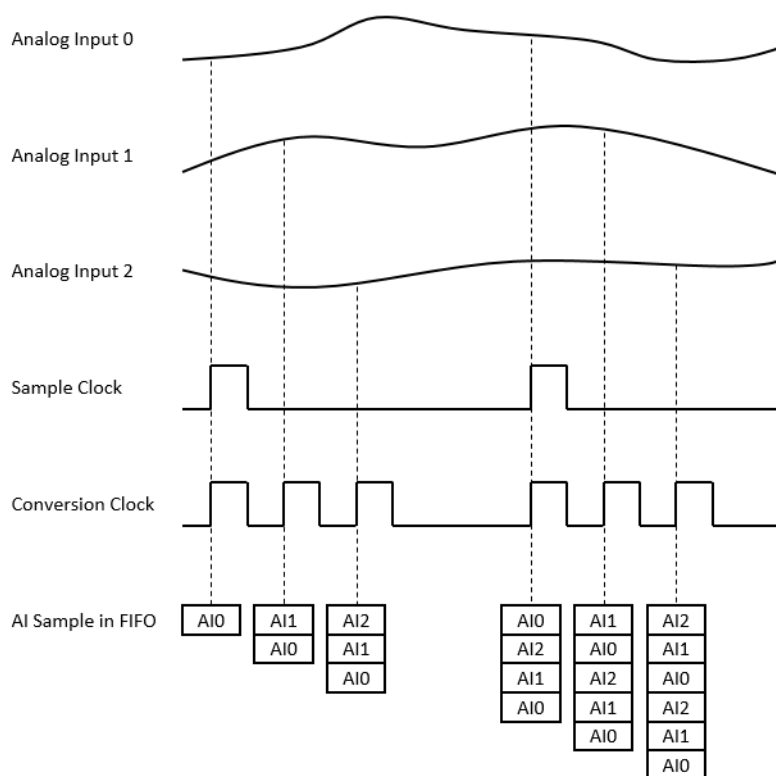 Analog Input 0
Analog Input 1
Analog Input 2
Sample Clock
Conversion Clock
AI Sample in FIFO
AI0
AI1
AI0
AI2
AI1
AI0
AI0
AI2
AI1
AI0
AI1
AI0
AI2
AI1
AI0
AI2
AI1
AI0
AI2
AI1
AI0